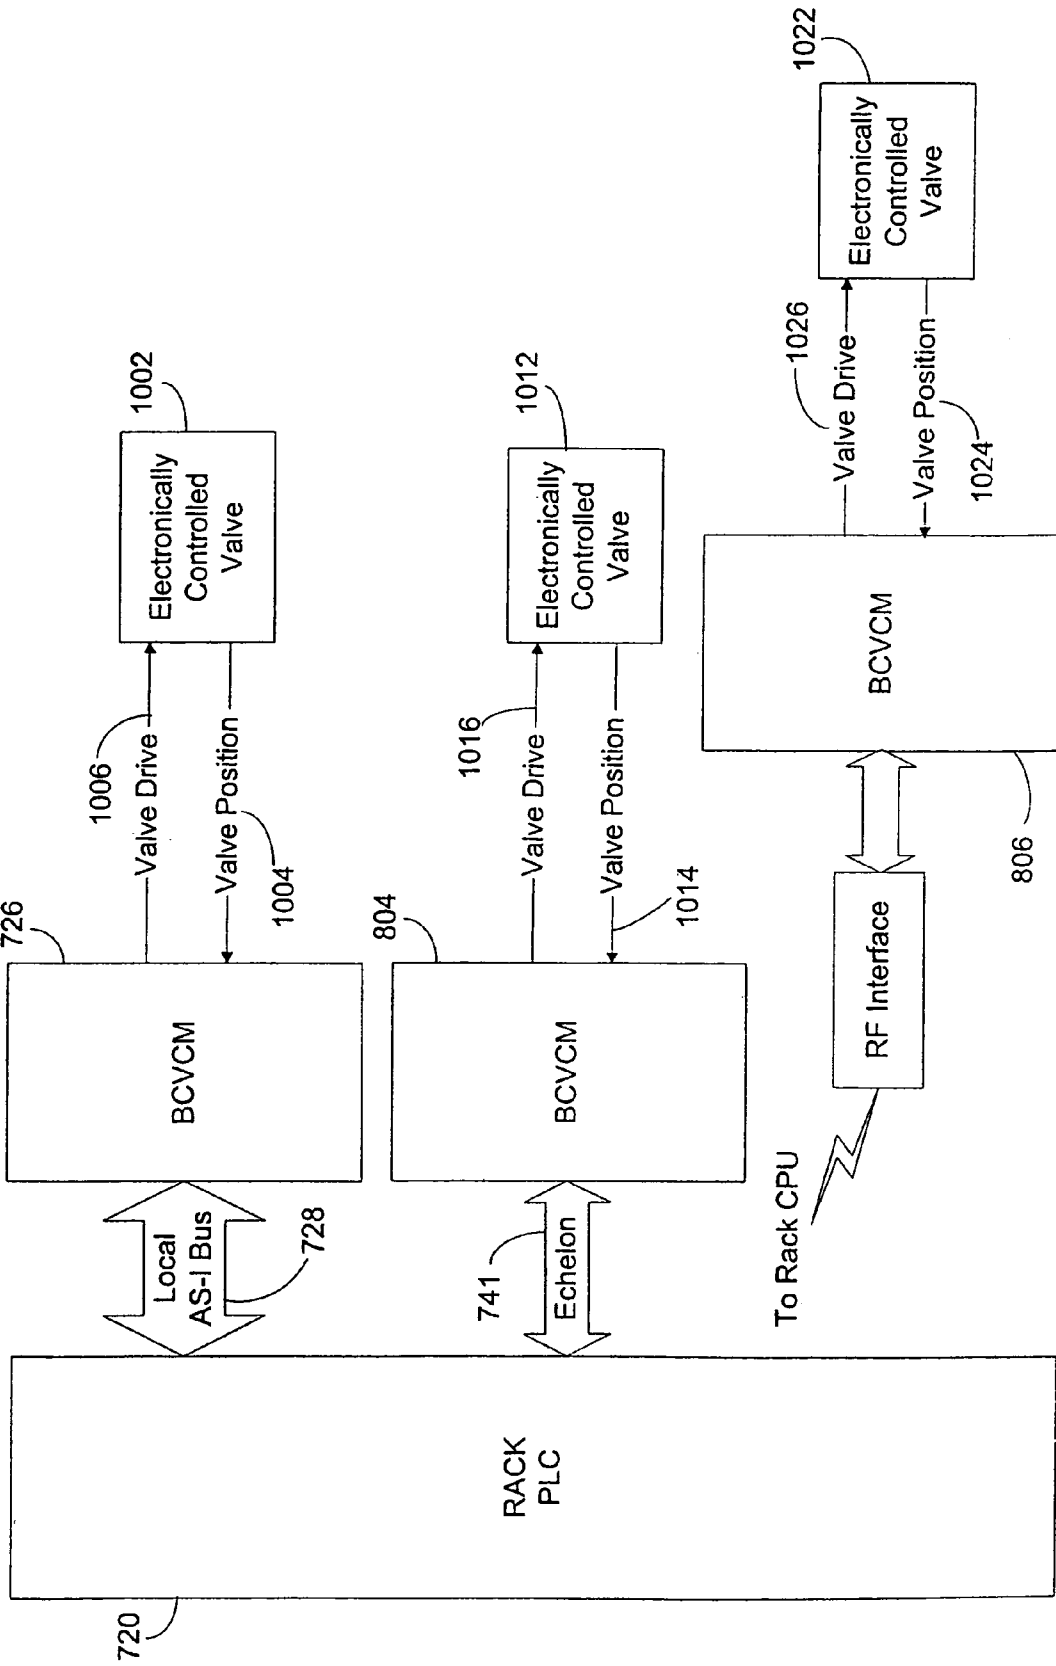 720
RACK
PLC
Local
AS-I Bus
728
726
BCVCM
1006
Valve Drive
Valve Position
1004
Electronically
Controlled
Valve
1002
741
Echelon
804
BCVCM
1016
Valve Drive
Valve Position
1014
Electronically
Controlled
Valve
1012
To Rack CPU
RF Interface
806
BCVCM
1026
Valve Drive
Valve Position
1024
Electronically
Controlled
Valve
1022